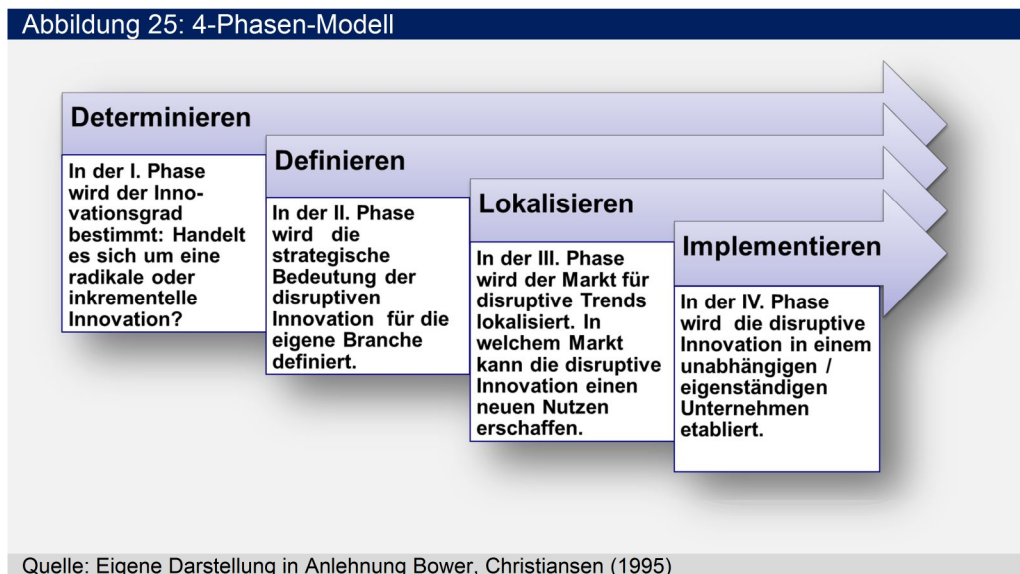 Abbildung 25: 4-Phasen-Modell
Determinieren
In der I. Phase
wird der Inno-
vationsgrad
bestimmt: Handelt
es sich um eine
radikale oder
inkrementelle
Innovation?
Definieren
In der II. Phase
wird die
strategische
Bedeutung der
disruptiven
Innovation für die
eigene Branche
definiert.
Lokalisieren
In der III. Phase
wird der Markt für
disruptive Trends
lokalisiert. In
welchem Markt
kann die disruptive
Innovation einen
neuen Nutzen
erschaffen.
Implementieren
In der IV. Phase
wird die disruptive
Innovation in einem
unabhängigen /
eigenständigen
Unternehmen
etabliert.
Quelle: Eigene Darstellung in Anlehnung Bower, Christiansen (1995)